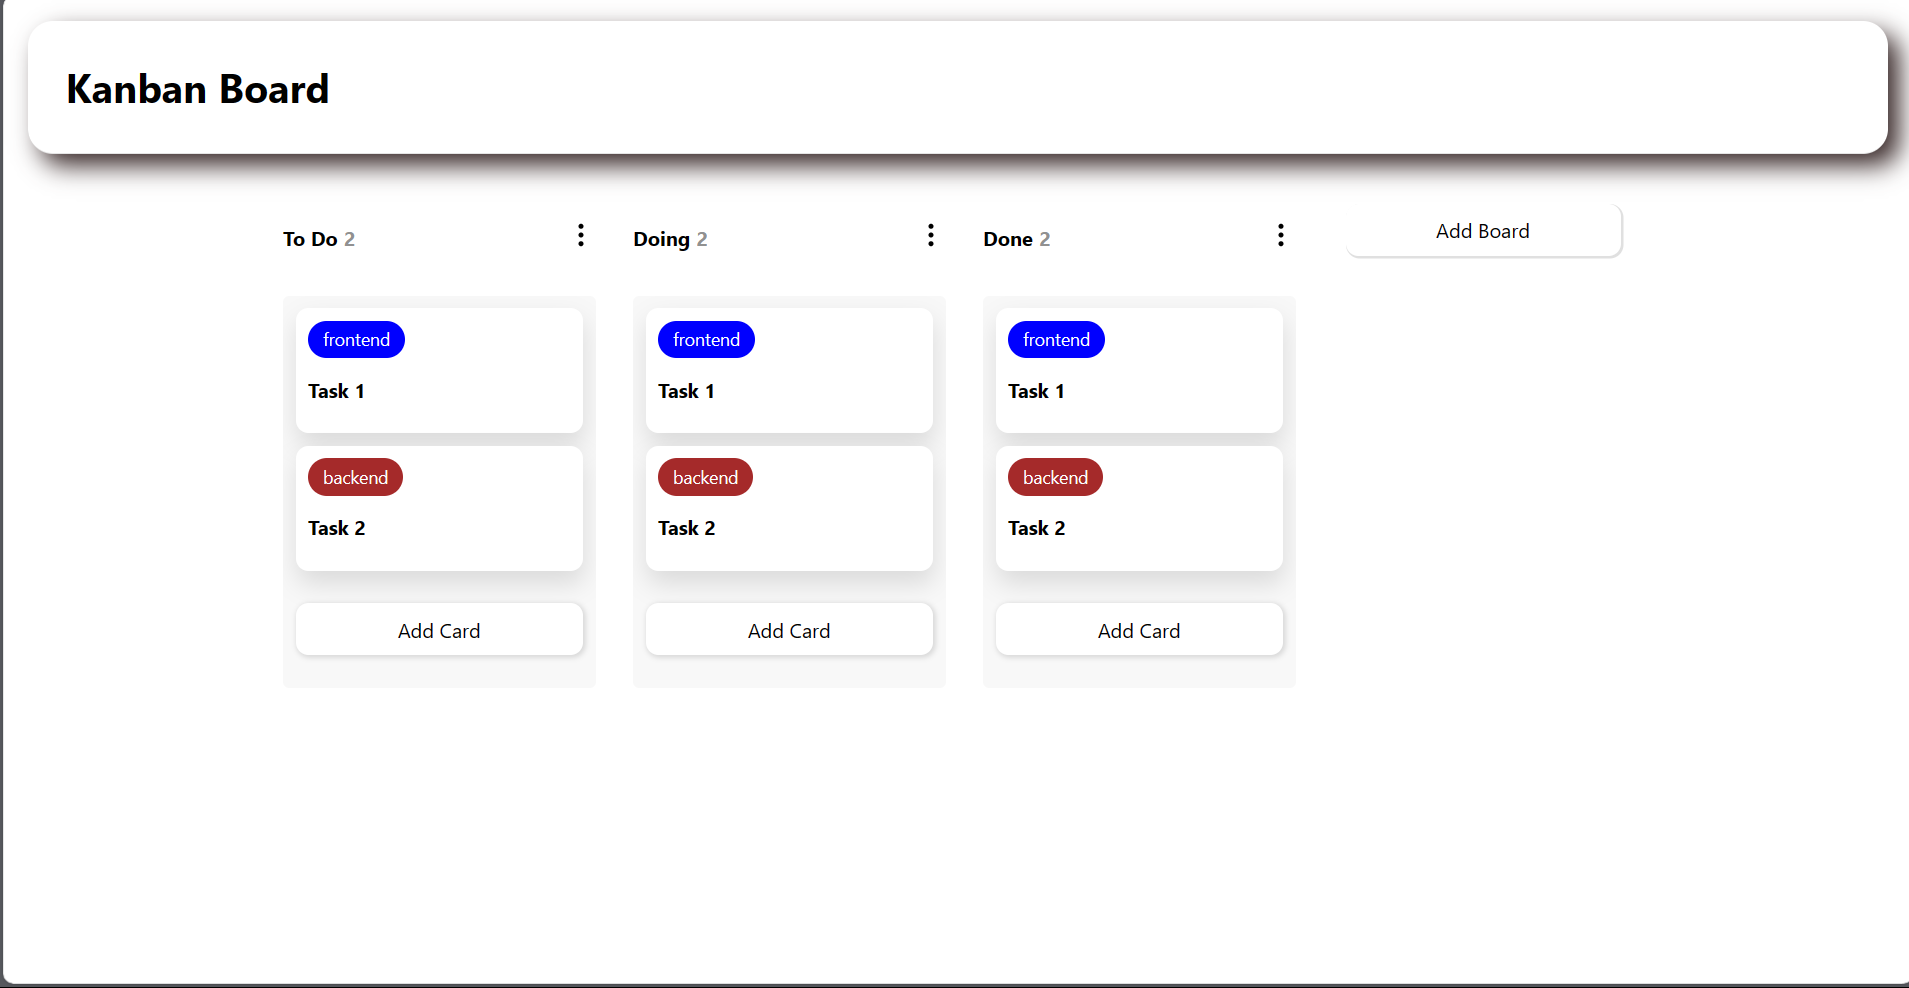 Kanban Board
To Do 2
frontend
Task 1
backend
Task 2
Add Card
Doing 2
frontend
Task 1
backend
Task 2
Add Card
Done 2
frontend
Task 1
backend
Task 2
Add Card
Add Board